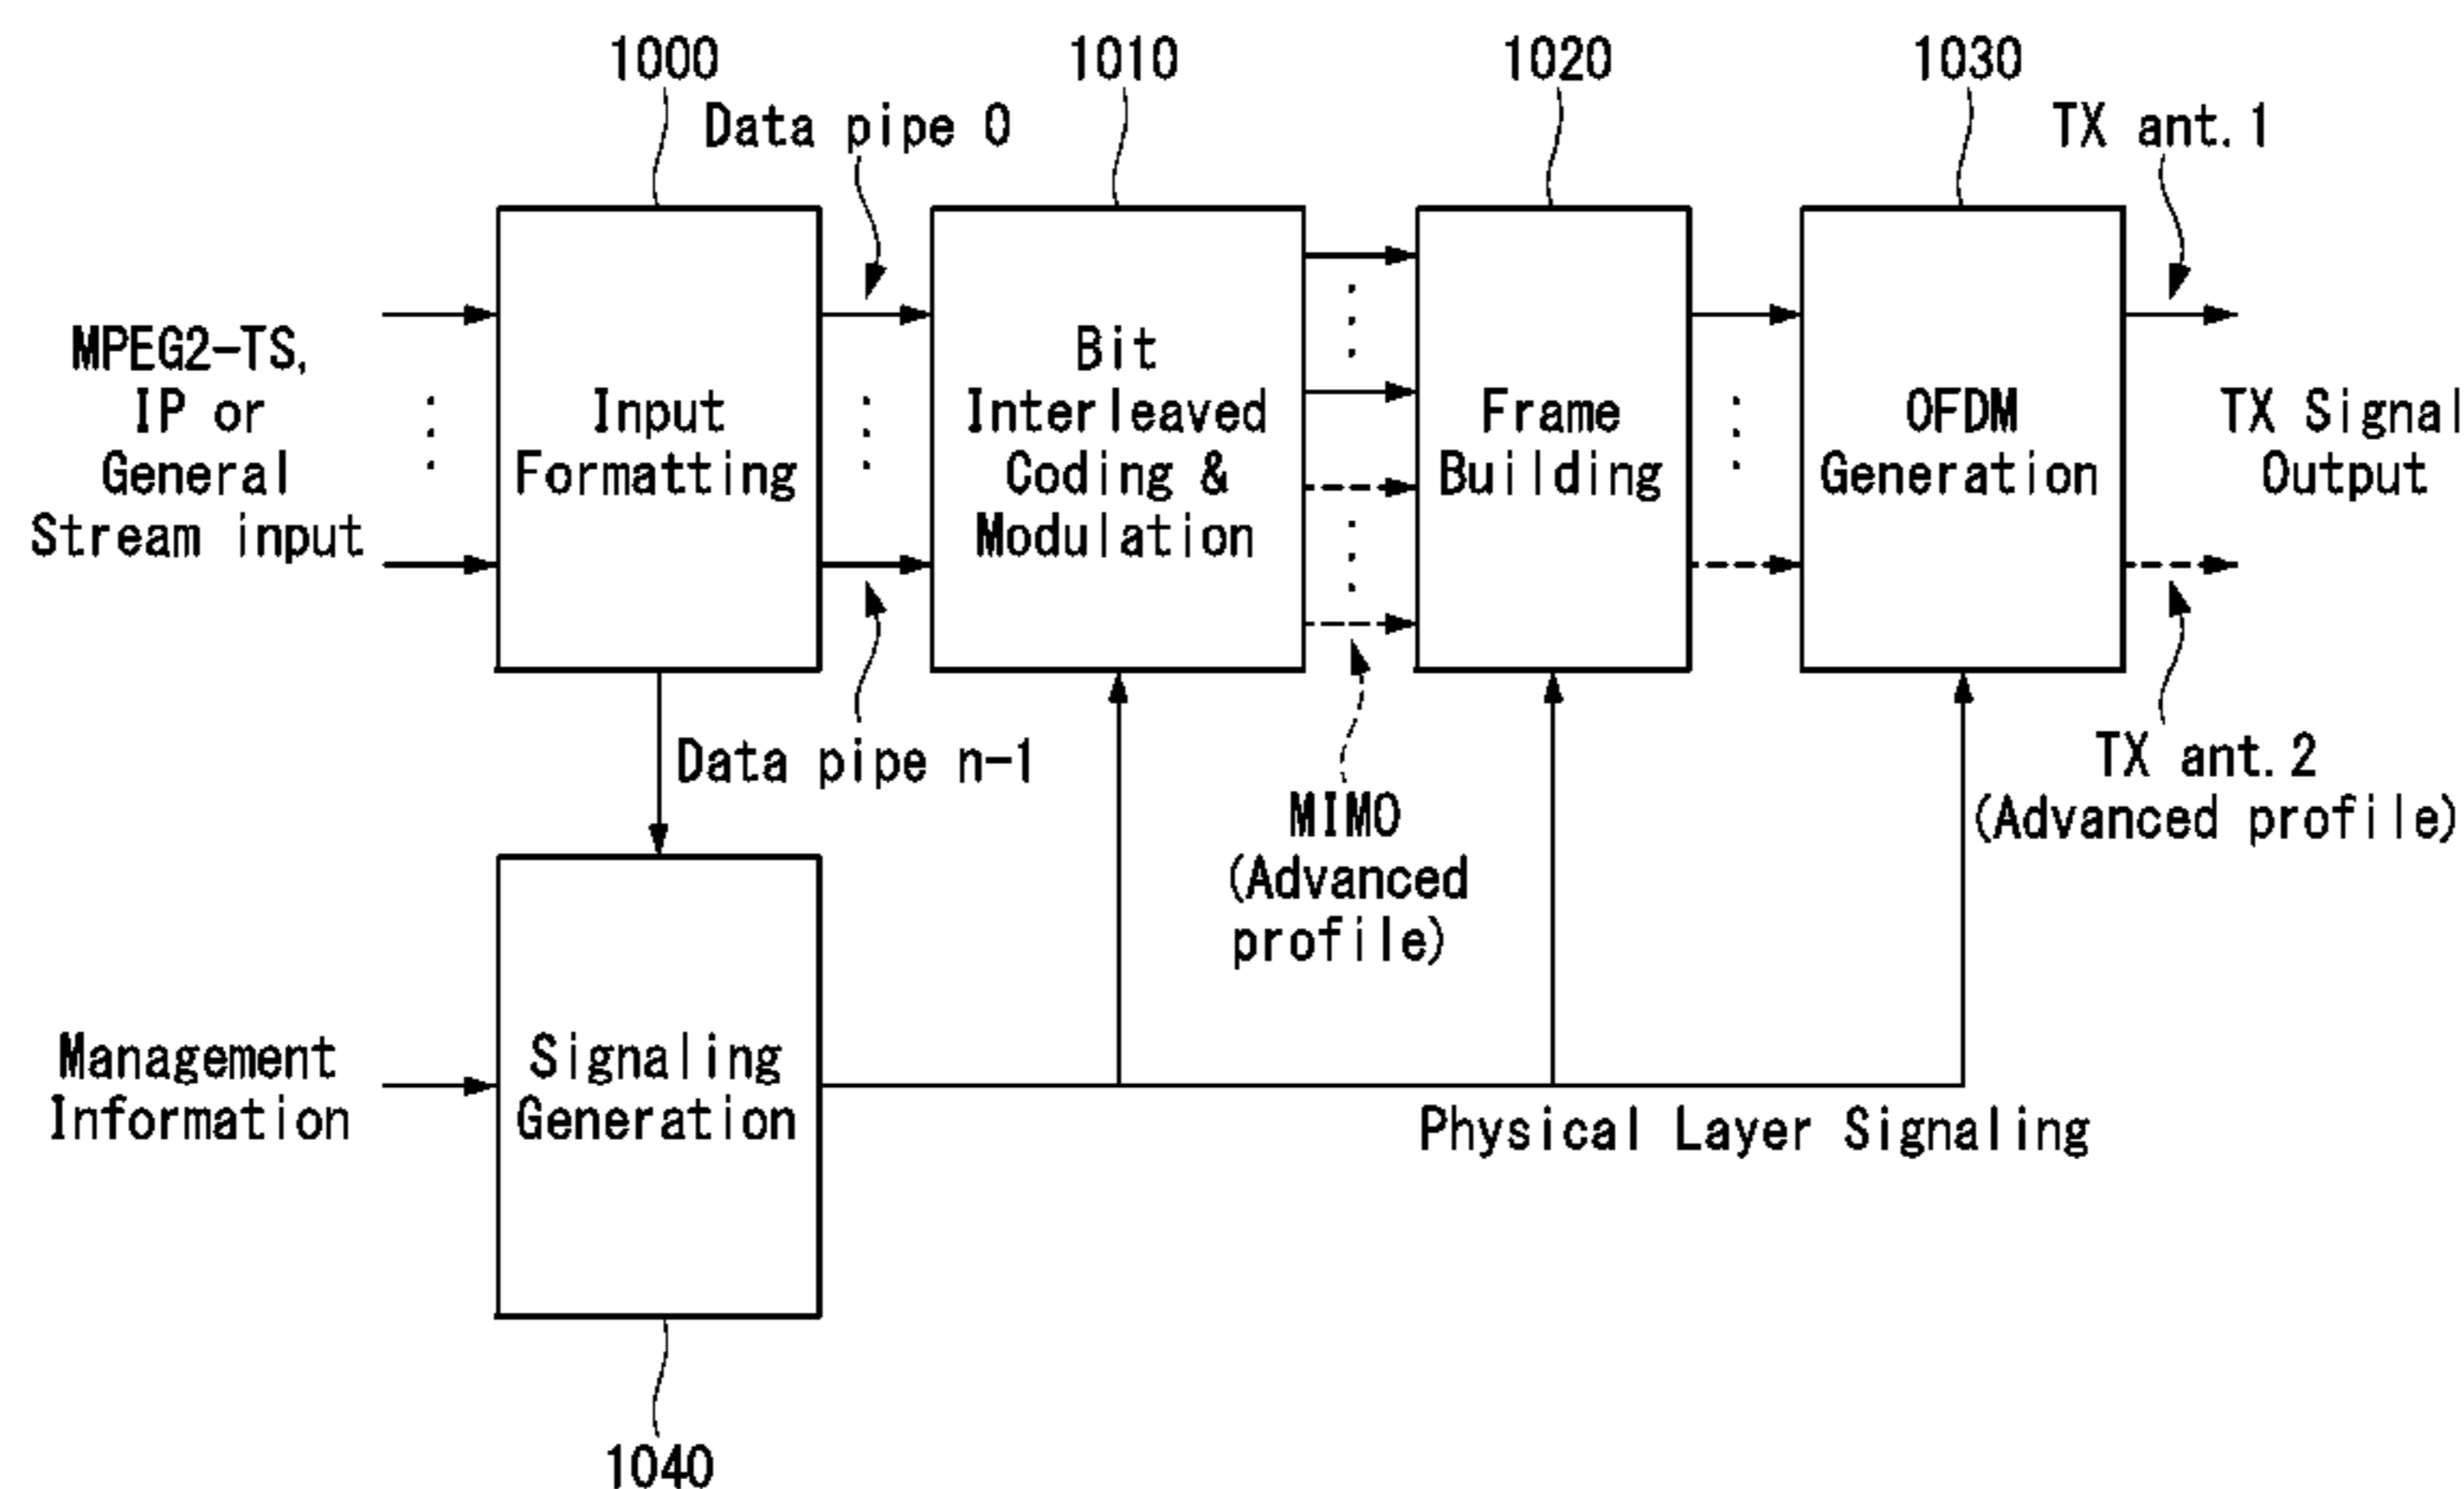 1000
1010
1020
1030
Data pipe 0
TX ant.1
MPEG2-TS,
IP or
General
Stream input
Input
Formatting
Bit
Interleaved
Coding &
Modulation
Frame
Building
OFDM
Generation
TX Signal
Output
Data pipe n-1
MIMO
(Advanced
profile)
TX ant.2
(Advanced profile)
Management
Information
Signaling
Generation
Physical Layer Signaling
1040